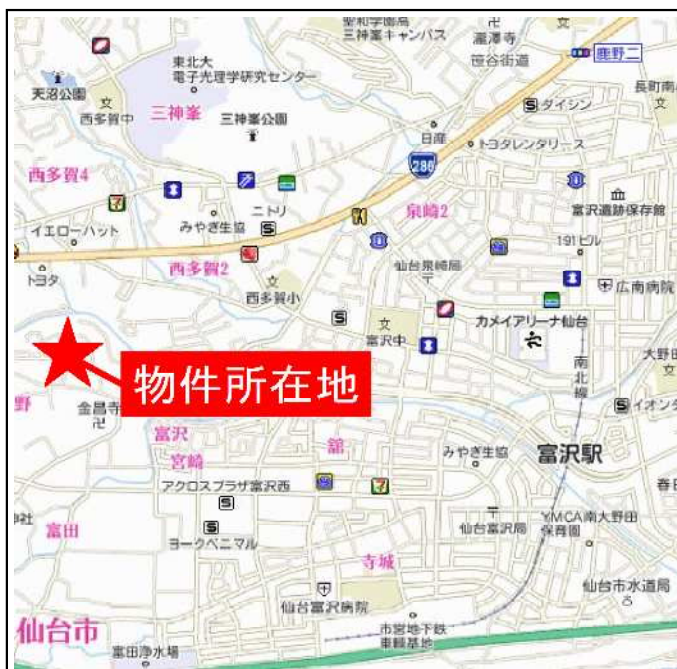 聖和学園高
三神峯キャンパス
瀧澤寺
笹谷街道
鹿野二
東北大
電子光理学研究センター
天沼公園
西多賀中
三神峯
三神峯公園
長町南小
ダイシン
日産
トヨタレンタリース
286
西多賀4
イエローハット
みやぎ生協
ニトリ
泉崎2
富沢遺跡保存館
191ビル
トヨタ
西多賀2
西多賀小
仙台泉崎局
広南病院
富沢中
カメイアリーナ仙台
南北線
大野田
物件所在地
野
金昌寺
イオンタ
富沢
宮崎
舘
みやぎ生協
富沢駅
アクロスプラザ富沢西
春日
神社
富田
ヨークベニマル
仙台富沢局
YMCA南大野田
保育園
寺城
仙台富沢病院
仙台市水道局
仙台市
市営地下鉄
車輌基地
富田浄水場